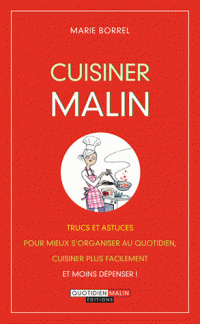 MARIE BORREL
CUISINER
MALIN
TRUCS ET ASTUCES
POUR MIEUX S'ORGANISER AU QUOTIDIEN,
CUISINER PLUS FACILEMENT
ET MOINS DÉPENSER !
QUOTIDIEN MALIN
ÉDITIONS